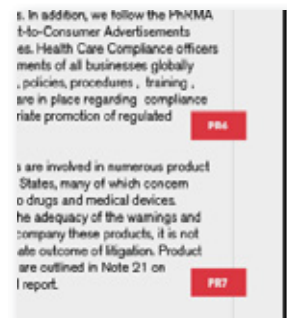 s. In addition, we follow the PhRMA
t-to-Consumer Advertisements
es. Health Care Compliance officers
ments of all businesses globally
, policies, procedures , training ,
are in place regarding compliance
riate promotion of regulated
PR6
s are involved in numerous product
States, many of which concern
o drugs and medical devices.
he adequacy of the warnings and
company these products, it is not
ate outcome of litigation. Product
are outlined in Note 21 on
l report.
PR7